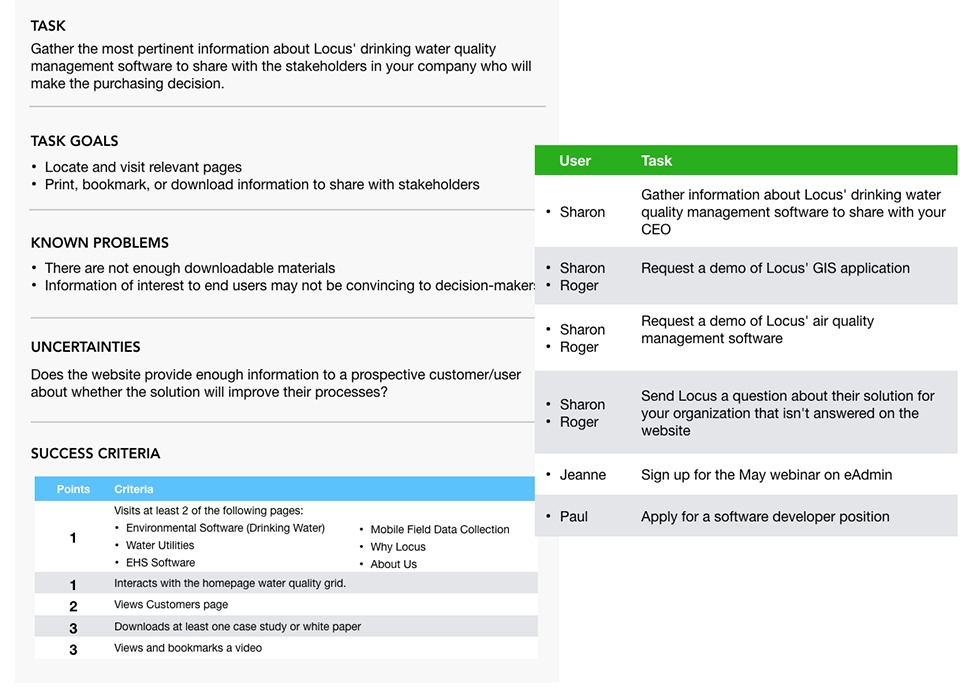 TASK
Gather the most pertinent information about Locus' drinking water quality
management software to share with the stakeholders in your company who will
make the purchasing decision.
TASK GOALS
• Locate and visit relevant pages
• Print, bookmark, or download information to share with stakeholders
KNOWN PROBLEMS
• There are not enough downloadable materials
• Information of interest to end users may not be convincing to decision-makers
UNCERTAINTIES
Does the website provide enough information to a prospective customer/user
about whether the solution will improve their processes?
SUCCESS CRITERIA
Points Criteria
1
Visits at least 2 of the following pages:
• Environmental Software (Drinking Water)
• Water Utilities
• EHS Software
• Mobile Field Data Collection
• Why Locus
• About Us
1 Interacts with the homepage water quality grid.
2 Views Customers page
3 Downloads at least one case study or white paper
3 Views and bookmarks a video
User Task
• Sharon
Gather information about Locus' drinking water
quality management software to share with your
CEO
• Sharon
• Roger
Request a demo of Locus' GIS application
• Sharon
• Roger
Request a demo of Locus' air quality
management software
• Sharon
• Roger
Send Locus a question about their solution for
your organization that isn't answered on the
website
• Jeanne Sign up for the May webinar on eAdmin
• Paul Apply for a software developer position